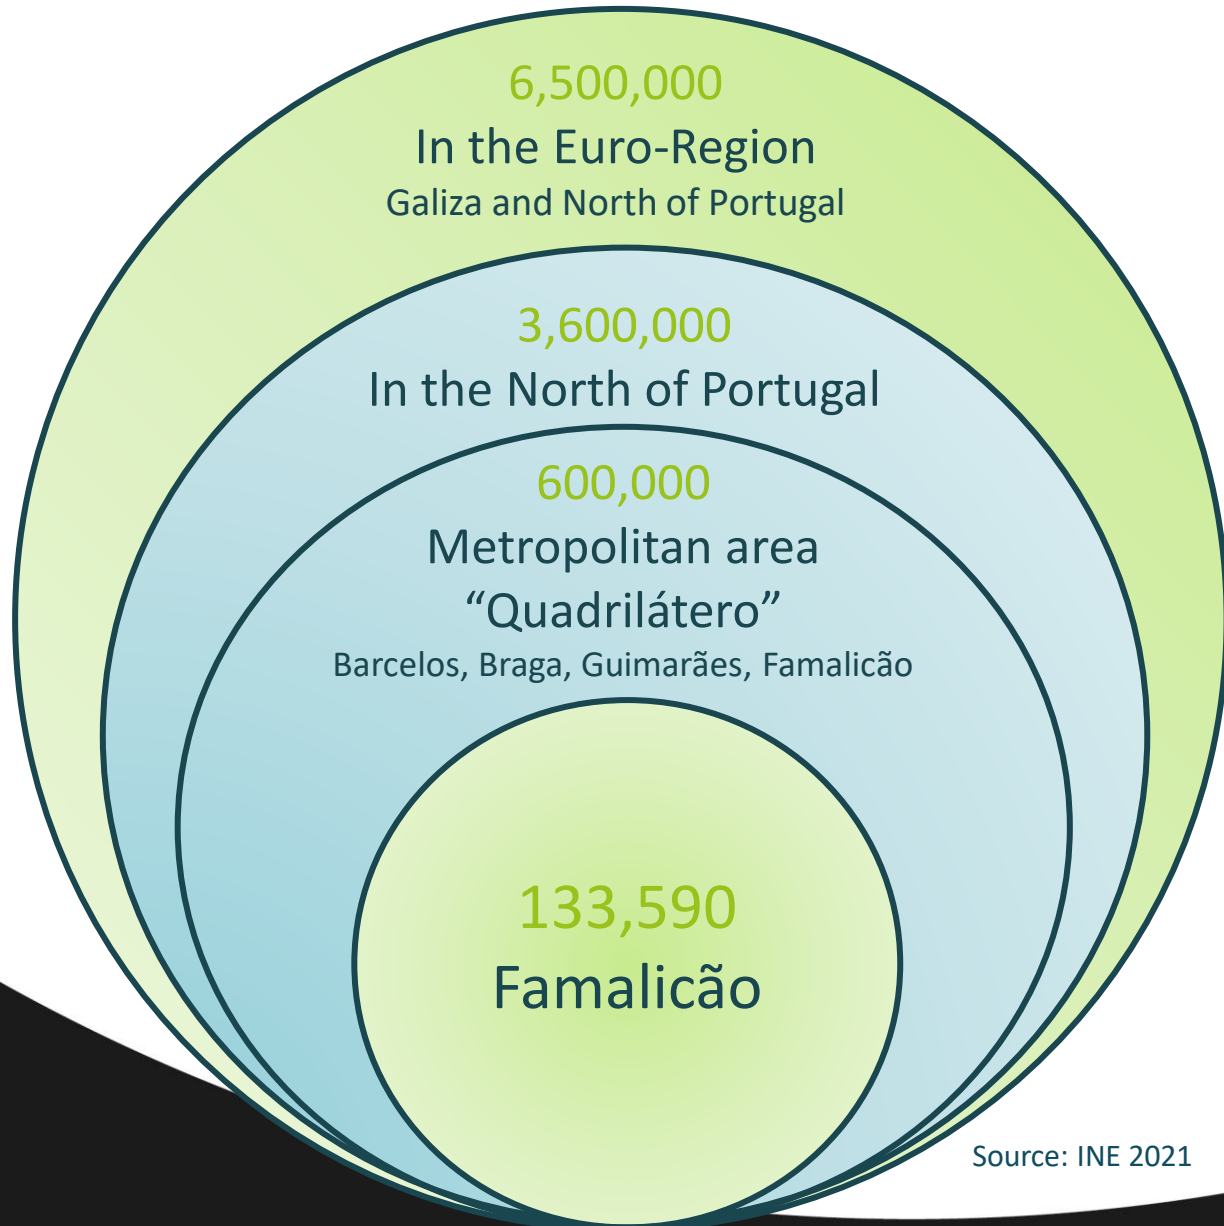 6,500,000
In the Euro-Region
Galiza and North of Portugal
3,600,000
In the North of Portugal
600,000
Metropolitan area
“Quadrilátero”
Barcelos, Braga, Guimarães, Famalicão
133,590
Famalicão
Source: INE 2021